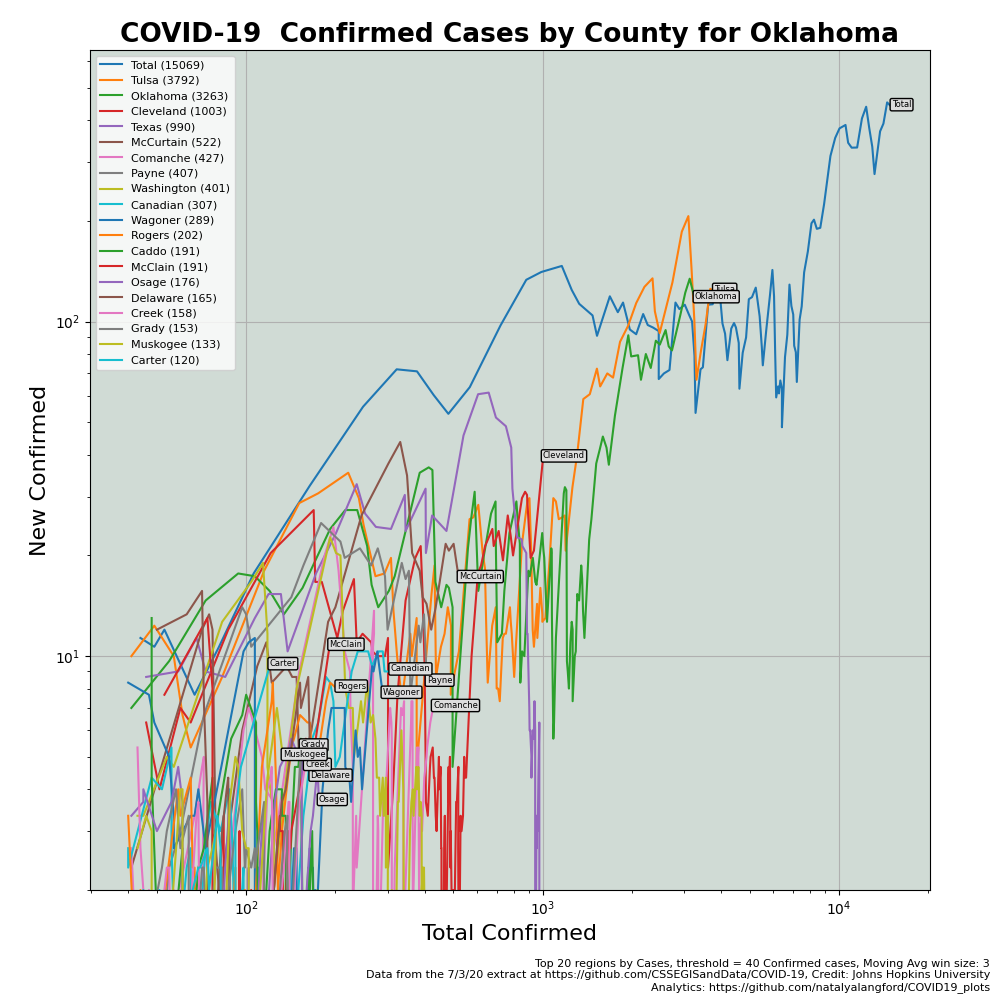 COVID-19  Confirmed Cases by County for Oklahoma
Total (15069)
Tulsa (3792)
Oklahoma (3263)
Cleveland (1003)
Texas (990)
McCurtain (522)
Comanche (427)
Payne (407)
Washington (401)
Canadian (307)
Wagoner (289)
Rogers (202)
Caddo (191)
McClain (191)
Osage (176)
Delaware (165)
Creek (158)
Grady (153)
Muskogee (133)
Carter (120)
Total
Tulsa
Oklahoma
Cleveland
McCurtain
McClain
Carter
Canadian
Payne
Rogers
Wagoner
Comanche
Grady
Muskogee
Creek
Delaware
Osage
10²
10¹
New Confirmed
10² 10³ 10⁴
Total Confirmed
Top 20 regions by Cases, threshold = 40 Confirmed cases, Moving Avg win size: 3
Data from the 7/3/20 extract at https://github.com/CSSEGISandData/COVID-19, Credit: Johns Hopkins University
Analytics: https://github.com/natalyalangford/COVID19_plots